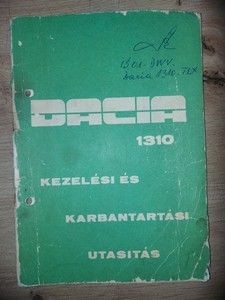 DACIA
1310
KEZELÉSI ÉS
KARBANTARTÁSI
UTASITÁS